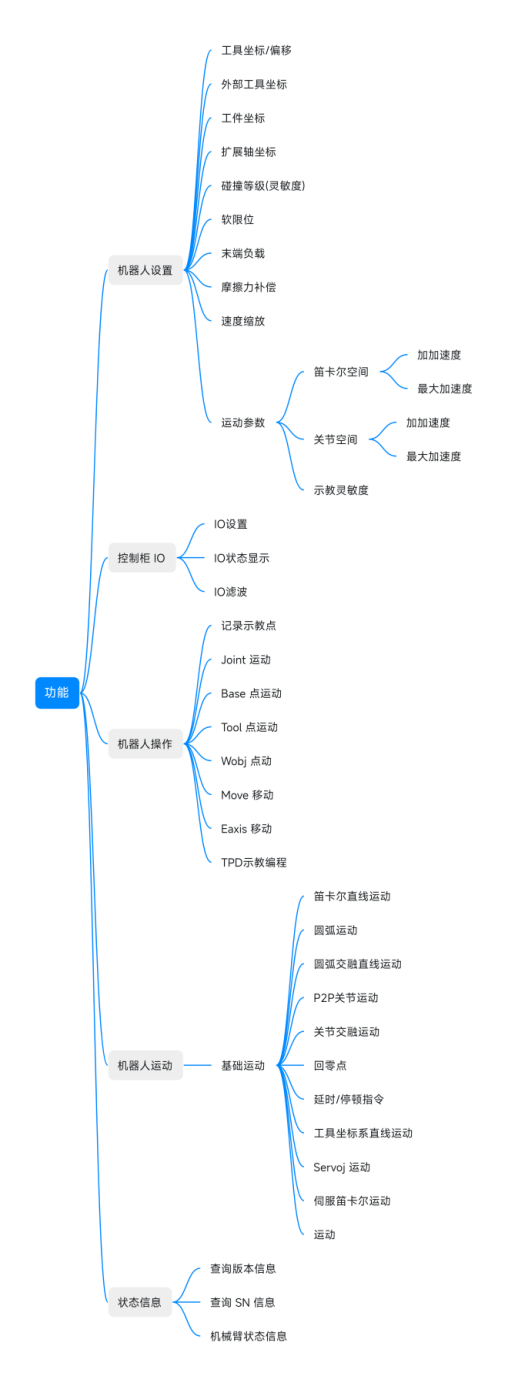 工具坐标/偏移
外部工具坐标
工件坐标
扩展轴坐标
碰撞等级(灵敏度)
软限位
末端负载
机器人设置
摩擦力补偿
速度缩放
加加速度
笛卡尔空间
最大加速度
运动参数
加加速度
关节空间
最大加速度
示教灵敏度
IO设置
控制柜 IO
IO状态显示
IO滤波
记录示教点
Joint 运动
功能
Base 点运动
Tool 点运动
机器人操作
Wobj 点动
Move 移动
Eaxis 移动
TPD示教编程
笛卡尔直线运动
圆弧运动
圆弧交融直线运动
P2P关节运动
关节交融运动
机器人运动
基础运动
回零点
延时/停顿指令
工具坐标系直线运动
Servoj 运动
伺服笛卡尔运动
运动
查询版本信息
状态信息
查询 SN 信息
机械臂状态信息